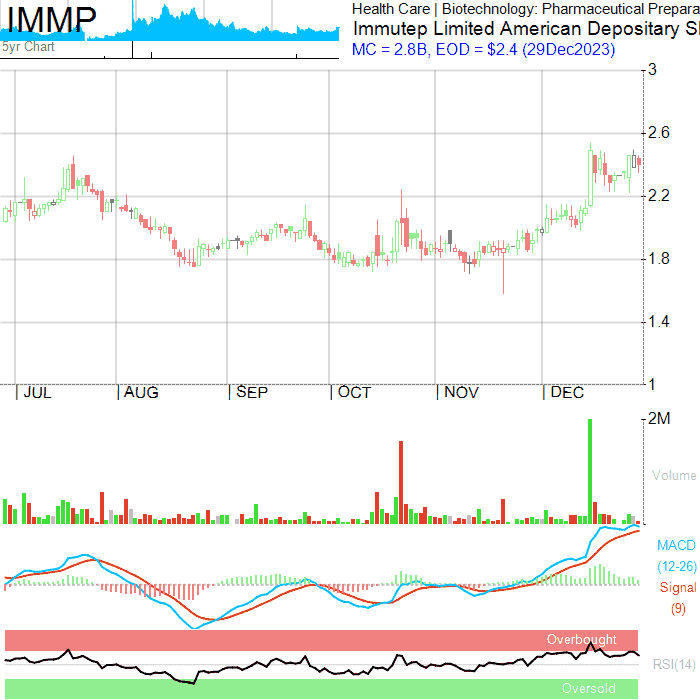 IMMP
5yr Chart
Health Care | Biotechnology: Pharmaceutical Prepara
Immutep Limited American Depositary S
MC = 2.8B, EOD = $2.4 (29Dec2023)
3
2.6
2.2
1.8
1.4
1
JUL AUG SEP OCT NOV DEC
2M
Volume
MACD
(12-26)
Signal
(9)
Overbought
RSI(14)
Oversold